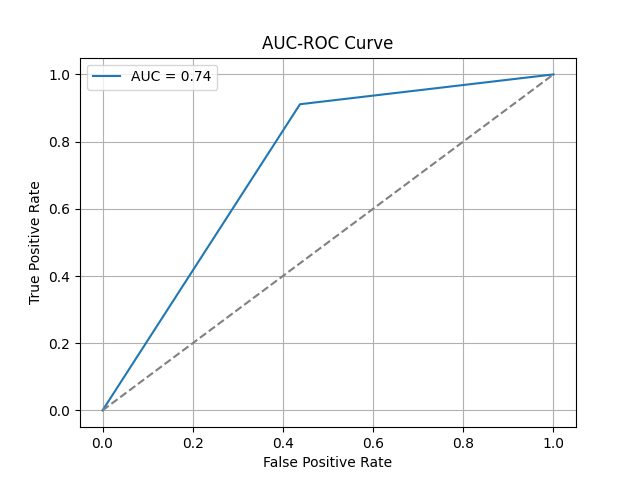 AUC-ROC Curve
AUC = 0.74
True Positive Rate
1.0
0.8
0.6
0.4
0.2
0.0
0.0 0.2 0.4 0.6 0.8 1.0
False Positive Rate